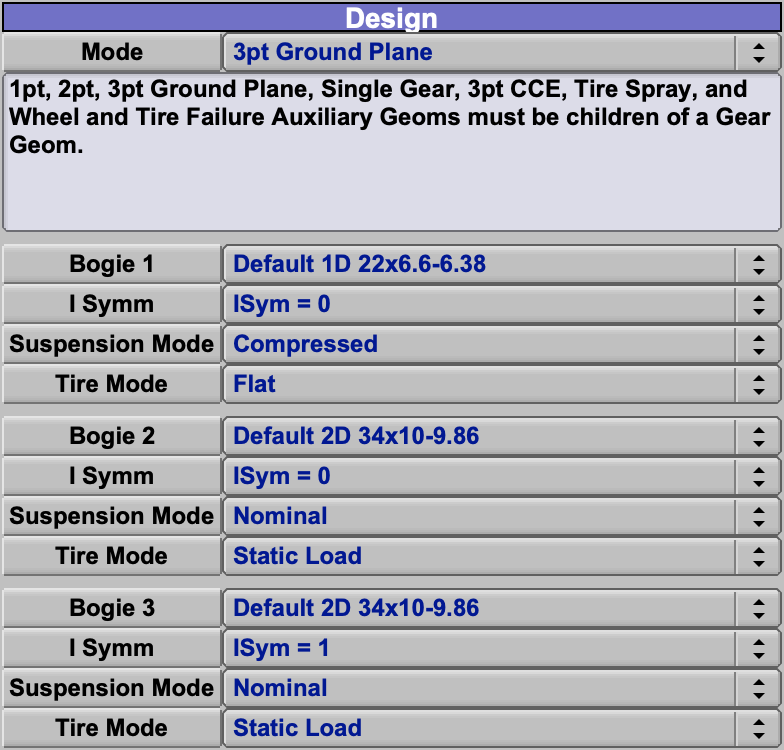 Design
Mode 3pt Ground Plane
1pt, 2pt, 3pt Ground Plane, Single Gear, 3pt CCE, Tire Spray, and
Wheel and Tire Failure Auxiliary Geoms must be children of a Gear
Geom.
Bogie 1 Default 1D 22x6.6-6.38
I Symm ISym = 0
Suspension Mode Compressed
Tire Mode Flat
Bogie 2 Default 2D 34x10-9.86
I Symm ISym = 0
Suspension Mode Nominal
Tire Mode Static Load
Bogie 3 Default 2D 34x10-9.86
I Symm ISym = 1
Suspension Mode Nominal
Tire Mode Static Load